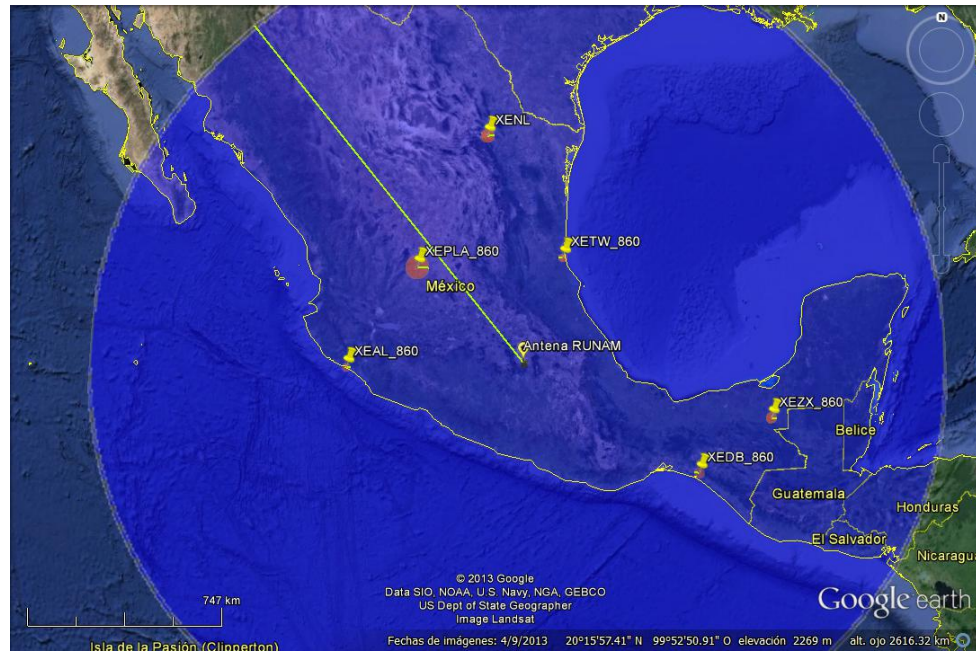 N
XENL
XETW_860
XEPLA_860
México
Antena RUNAM
XEAL_860
XEZX_860
Belice
XEDB_860
Guatemala
Honduras
El Salvador
Nicaragu
© 2013 Google
Data SIO, NOAA, U.S. Navy, NGA, GEBCO
US Dept of State Geographer
Image Landsat
747 km
Google earth
Isla de la Pasión (Clipperton)
Fechas de imágenes: 4/9/2013 20°15'57.41" N 99°52'50.91" O elevación 2269 m alt. ojo 2616.32 km